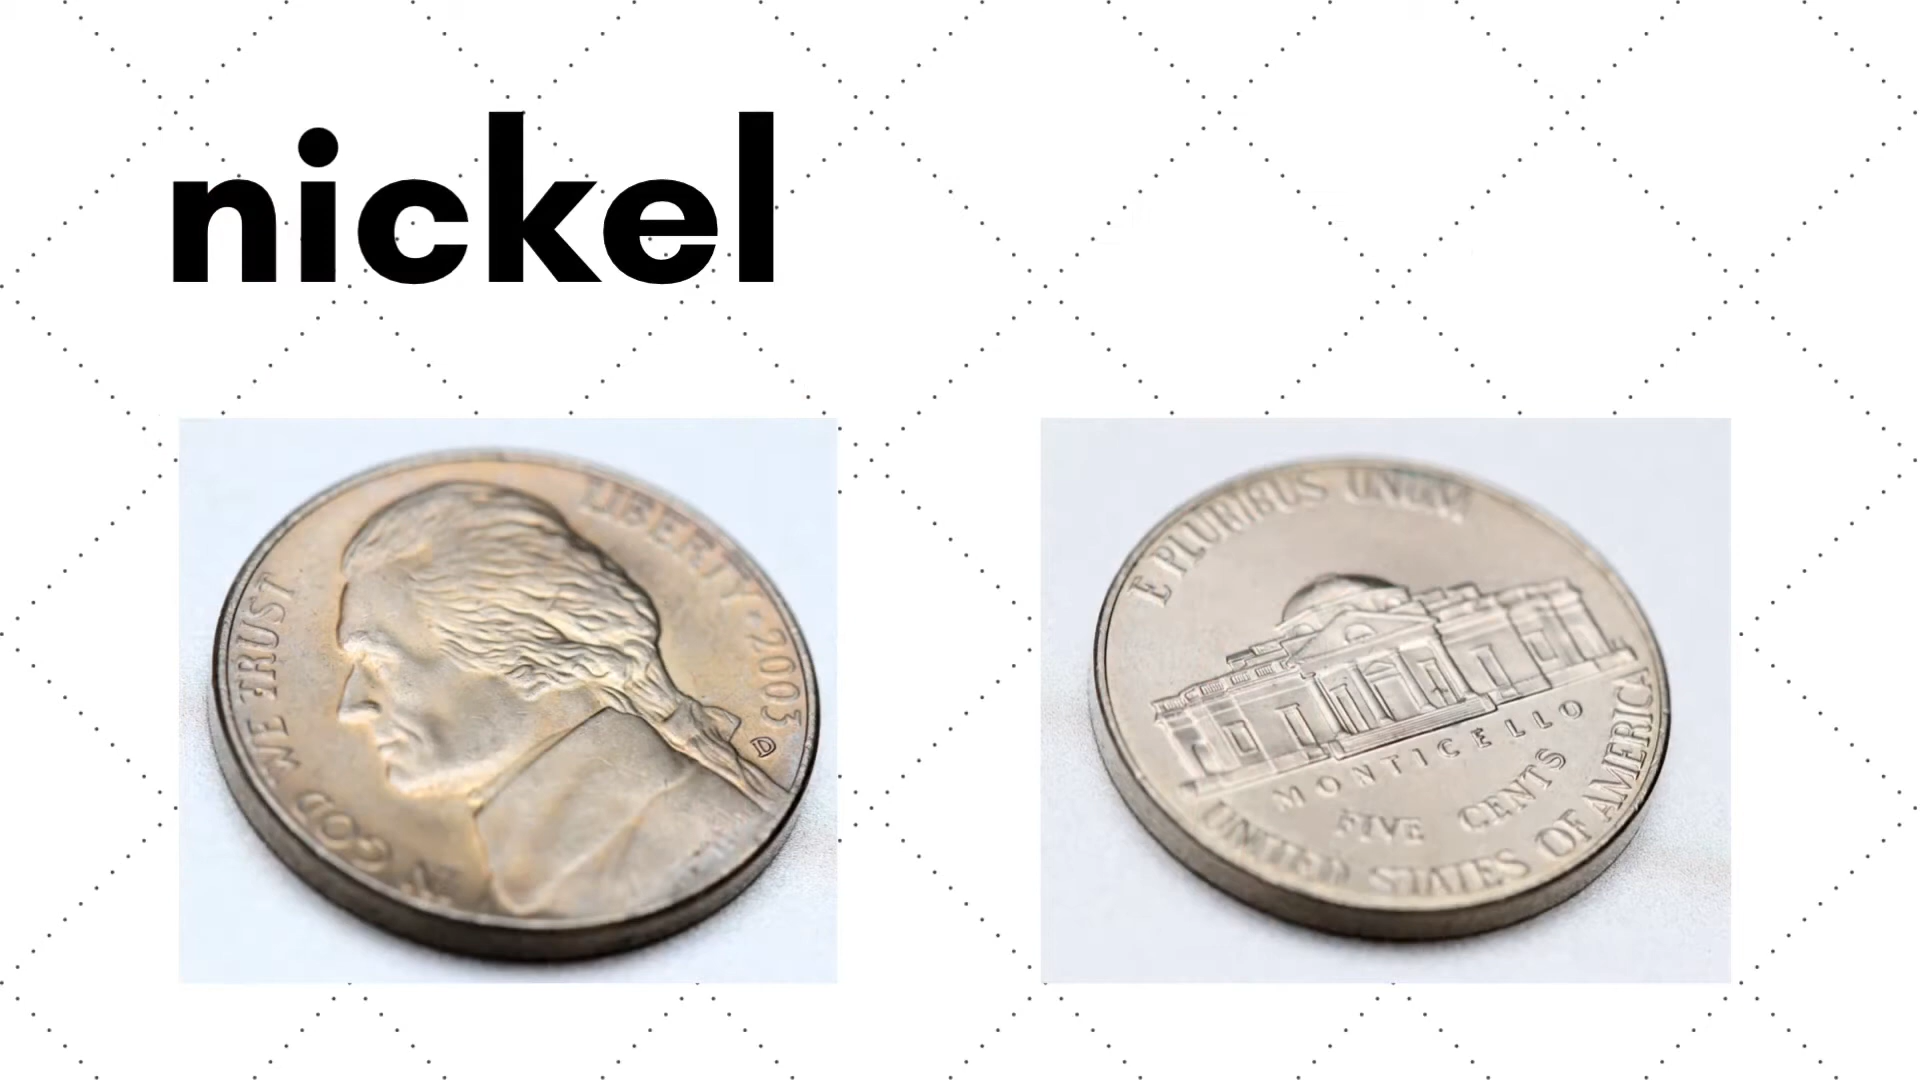 nickel
IN GOD WE TRUST
LIBERTY · 2003
D
E PLURIBUS UNUM
MONTICELLO
FIVE CENTS
UNITED STATES OF AMERICA